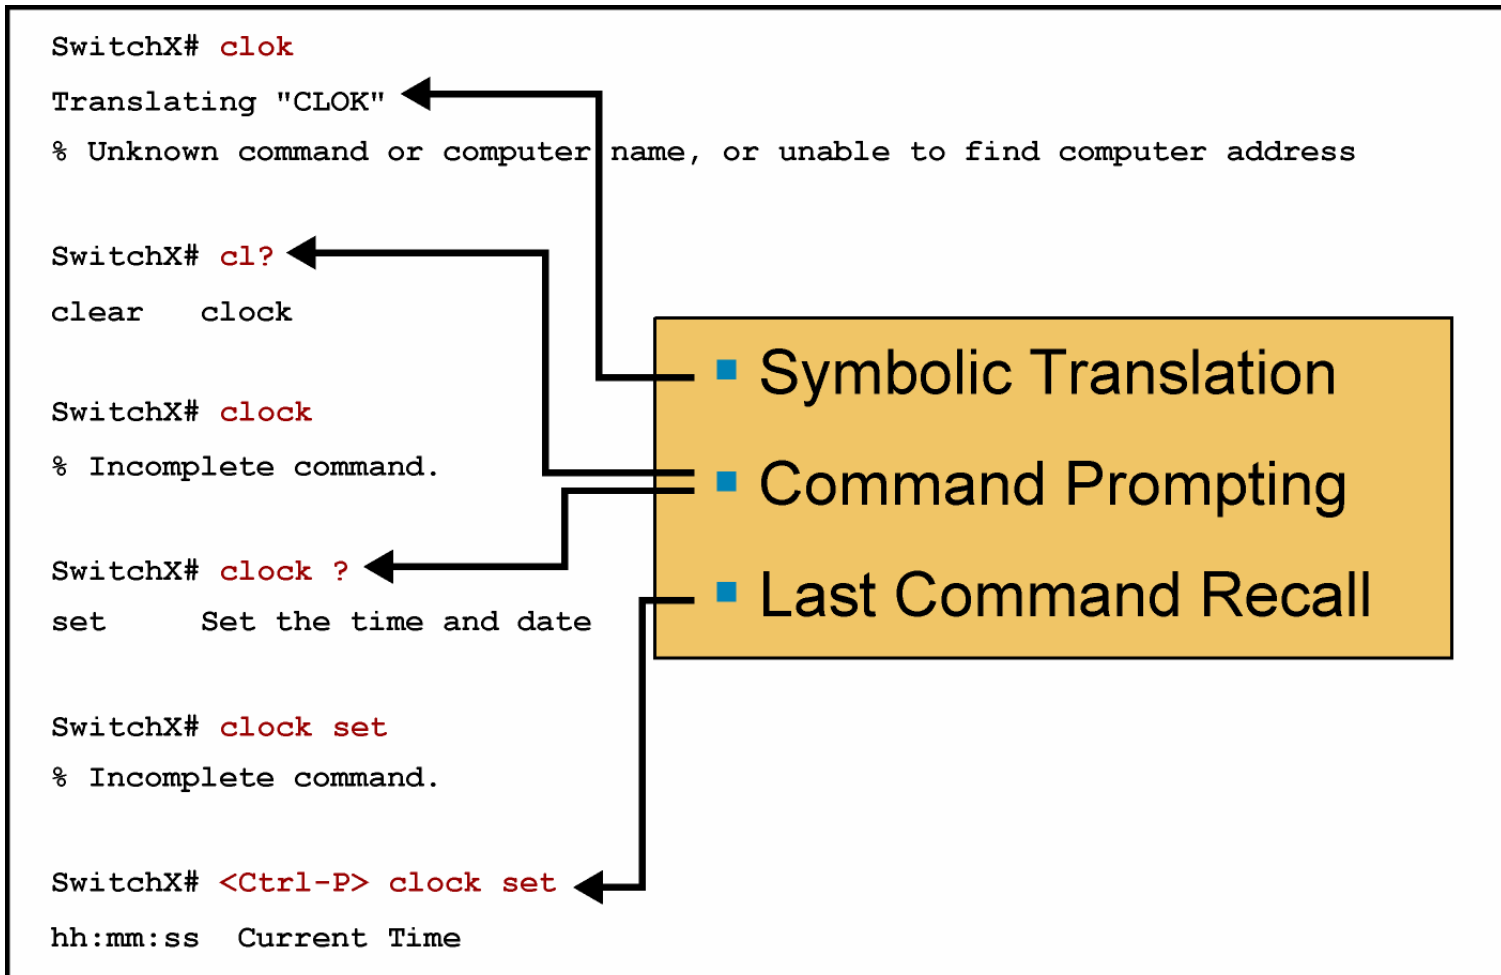 SwitchX# clok
Translating "CLOK"
% Unknown command or computer name, or unable to find computer address
SwitchX# cl?
clear clock
SwitchX# clock
% Incomplete command.
SwitchX# clock ?
set Set the time and date
SwitchX# clock set
% Incomplete command.
SwitchX# <Ctrl-P> clock set
hh:mm:ss Current Time
Symbolic Translation
Command Prompting
Last Command Recall